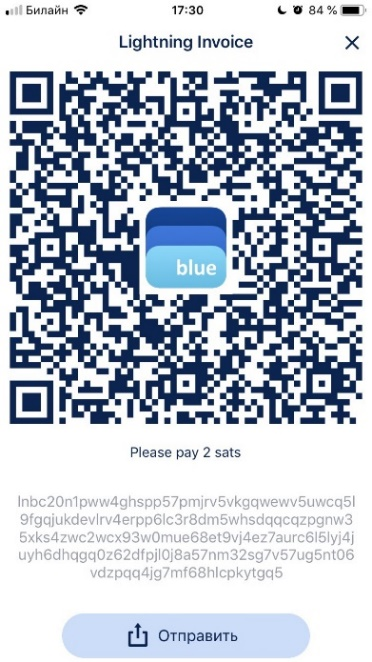 Билайн 17:30 84 %
Lightning Invoice
blue
Please pay 2 sats
lnbc20n1pww4ghspp57pmjrv5vkgqwewv5uwcq5l
9fgqjukdevlrv4erpp6lc3r8dm5whsdqqcqzpgnw3
5xks4zwc2wcx93w0mue68et9vj4ez7aurc6l5lyj4j
uyh6dhqgq0z62dfpjl0j8a57nm32sg7v57ug5nt06
vdzpqq4jg7mf68hlcpkytgq5
Отправить